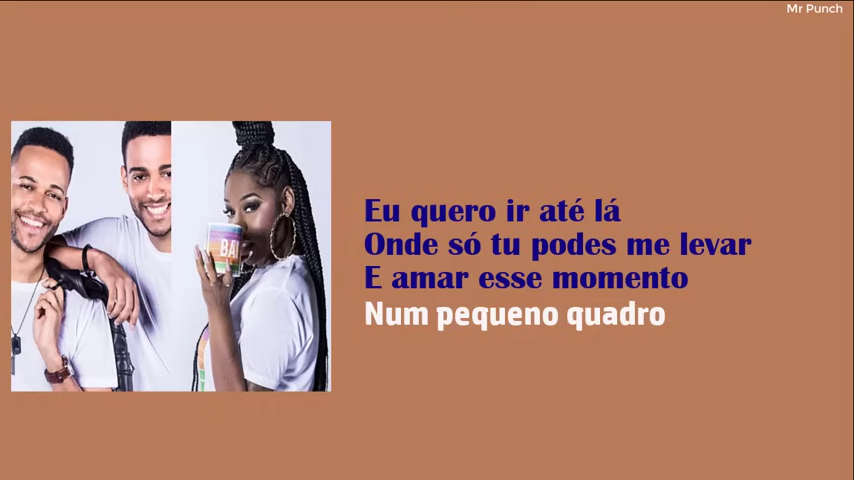 Mr Punch
Eu quero ir até lá
Onde só tu podes me levar
E amar esse momento
Num pequeno quadro